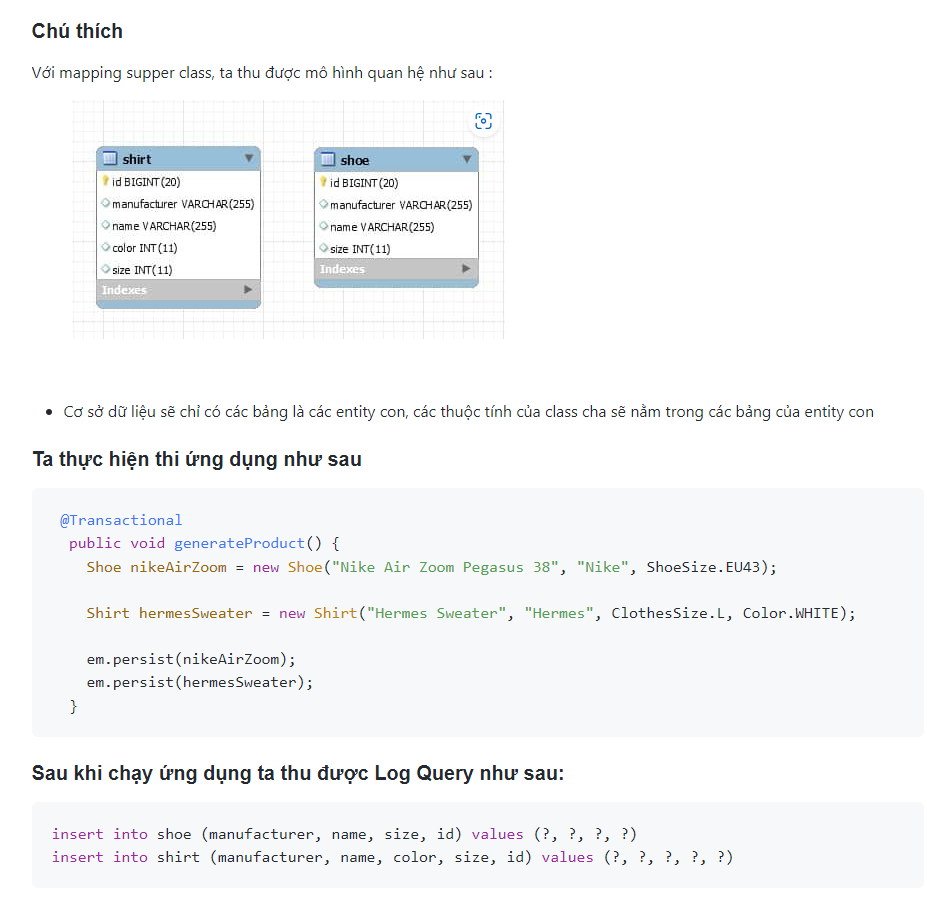 Chú thích
Với mapping supper class, ta thu được mô hình quan hệ như sau :
shirt
id BIGINT(20)
manufacturer VARCHAR(255)
name VARCHAR(255)
color INT(11)
size INT(11)
Indexes
shoe
id BIGINT(20)
manufacturer VARCHAR(255)
name VARCHAR(255)
size INT(11)
Indexes
Cơ sở dữ liệu sẽ chỉ có các bảng là các entity con, các thuộc tính của class cha sẽ nằm trong các bảng của entity con
Ta thực hiện thi ứng dụng như sau
@Transactional
public void generateProduct() {
Shoe nikeAirZoom = new Shoe("Nike Air Zoom Pegasus 38", "Nike", ShoeSize.EU43);
Shirt hermesSweater = new Shirt("Hermes Sweater", "Hermes", ClothesSize.L, Color.WHITE);
em.persist(nikeAirZoom);
em.persist(hermesSweater);
}
Sau khi chạy ứng dụng ta thu được Log Query như sau:
insert into shoe (manufacturer, name, size, id) values (?, ?, ?, ?)
insert into shirt (manufacturer, name, color, size, id) values (?, ?, ?, ?, ?)